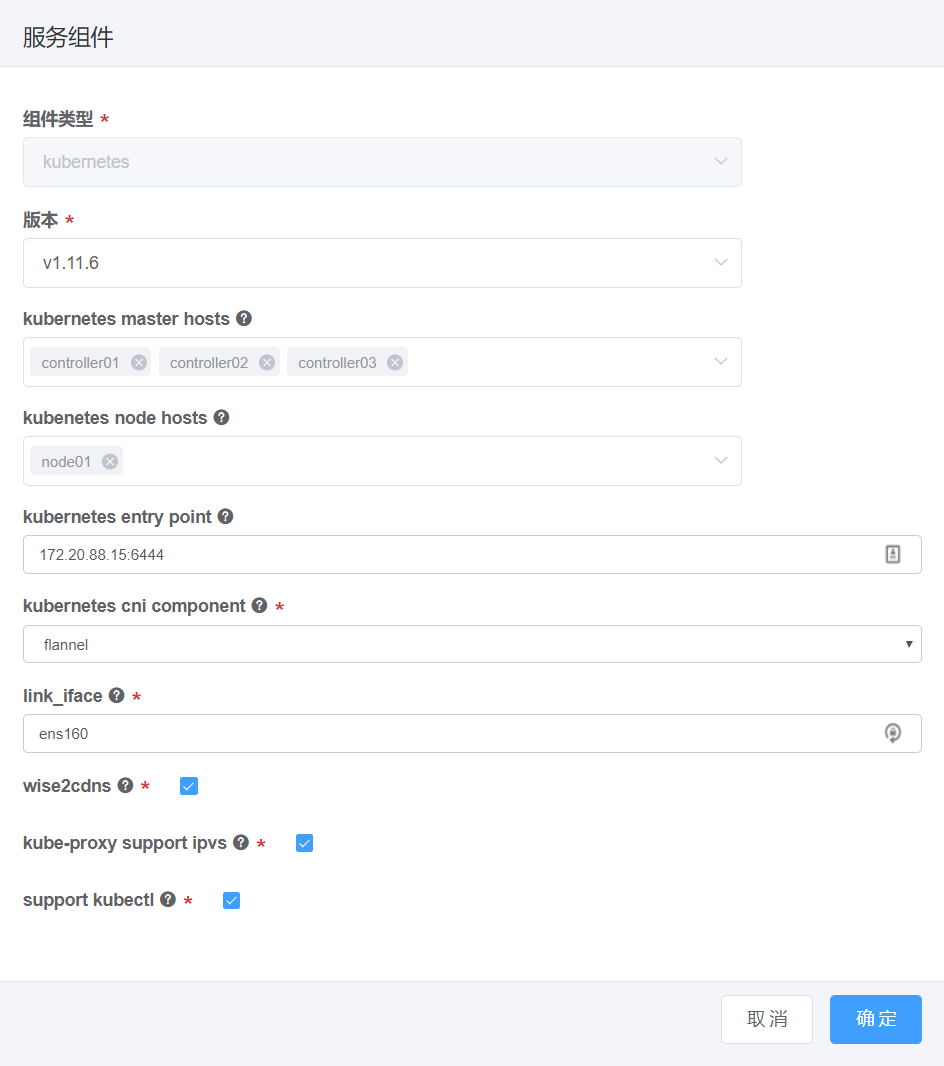 服务组件
组件类型 *
kubernetes
版本 *
v1.11.6
kubernetes master hosts ?
controller01 controller02 controller03
kubenetes node hosts ?
node01
kubernetes entry point ?
172.20.88.15:6444
kubernetes cni component ? *
flannel
link_iface ? *
ens160
wise2cdns ? *
kube-proxy support ipvs ? *
support kubectl ? *
取消 确定